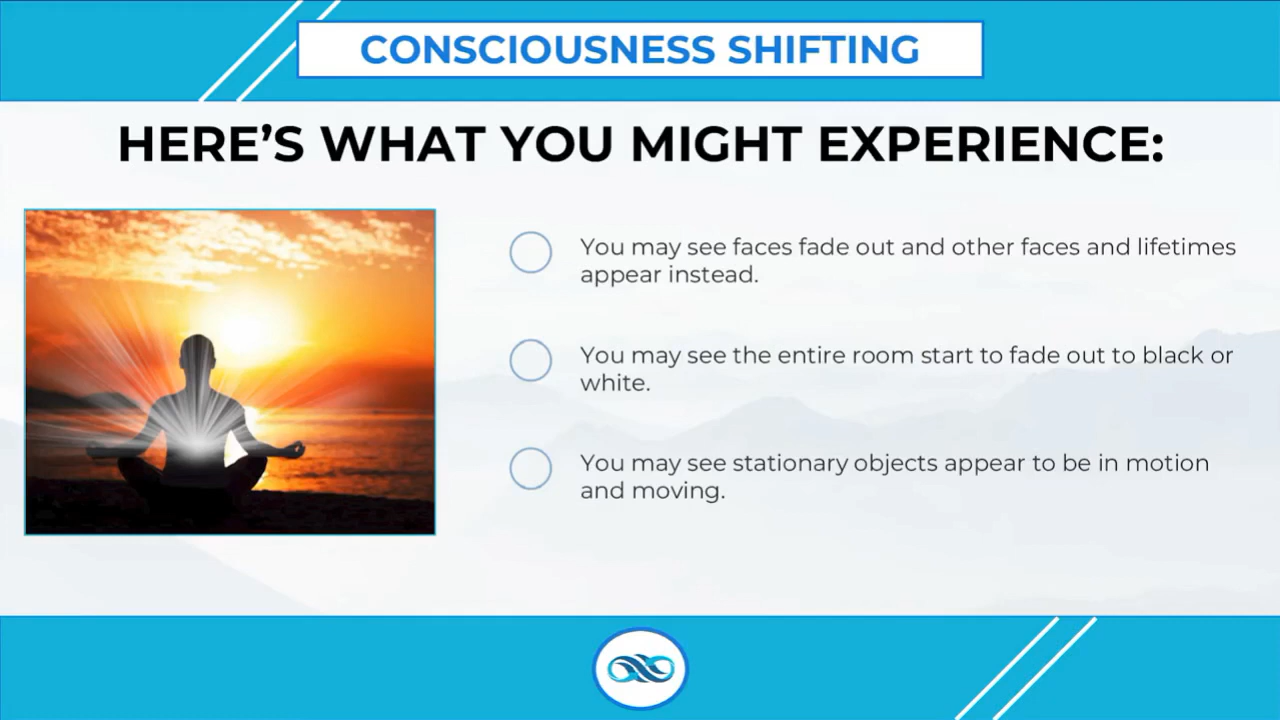 CONSCIOUSNESS SHIFTING
HERE’S WHAT YOU MIGHT EXPERIENCE:
You may see faces fade out and other faces and lifetimes
appear instead.
You may see the entire room start to fade out to black or
white.
You may see stationary objects appear to be in motion
and moving.